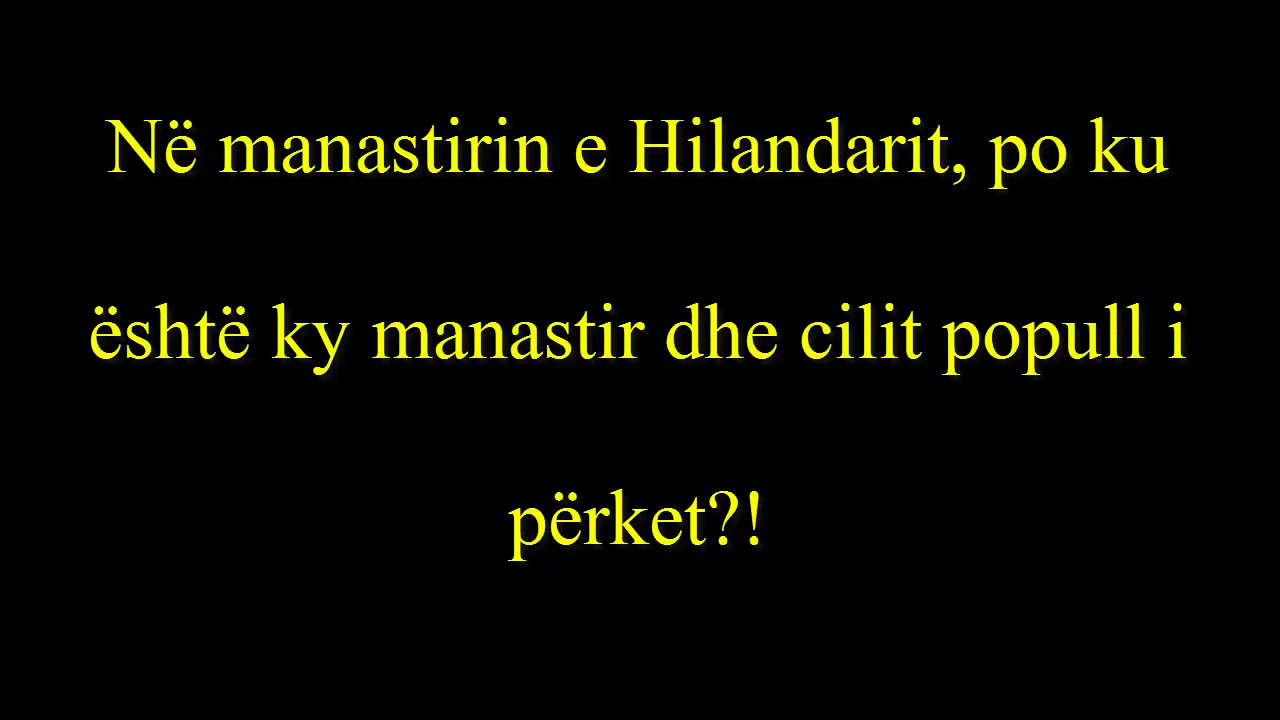 Në manastirin e Hilandarit, po ku
është ky manastir dhe cilit popull i
përket?!